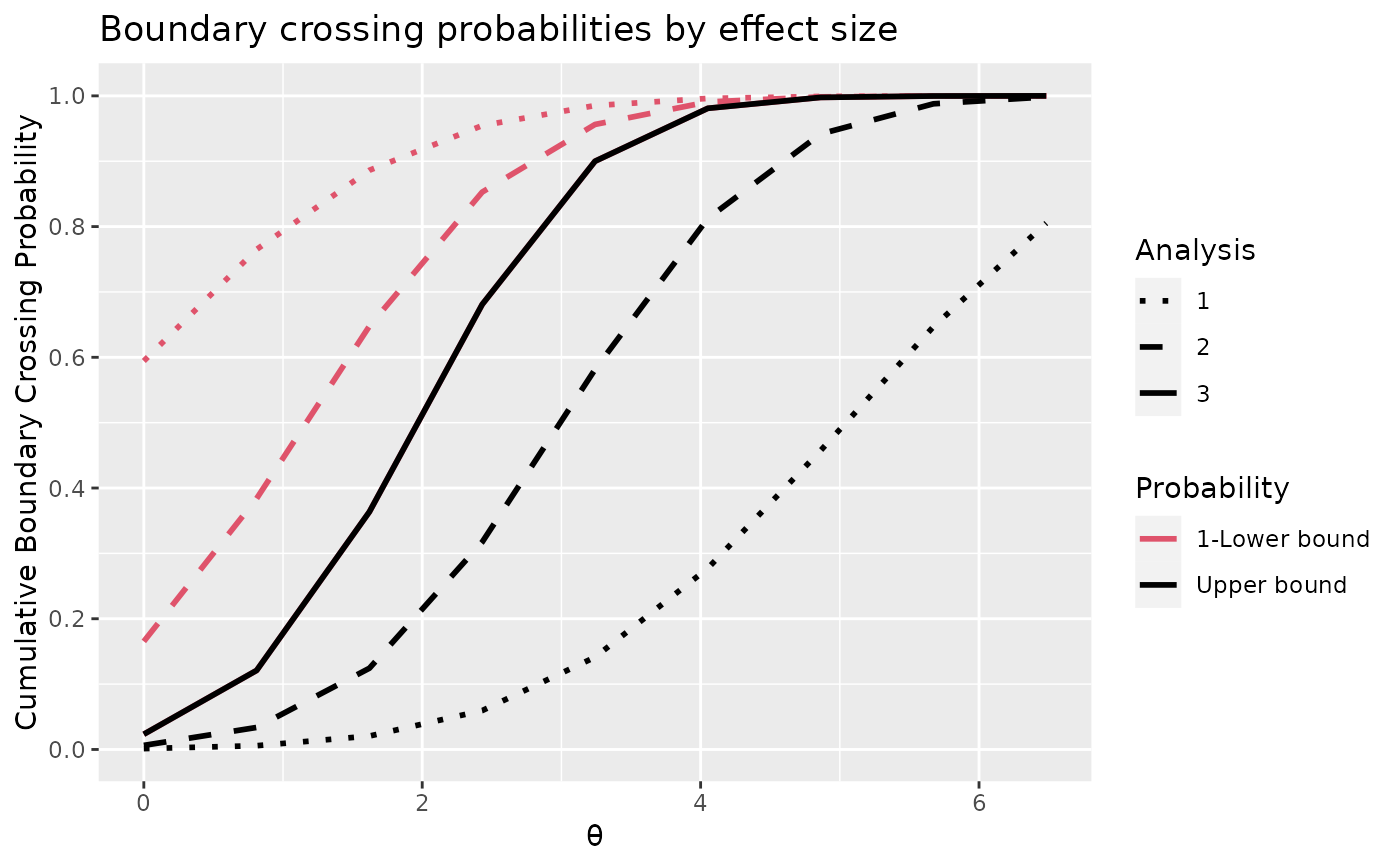 Boundary crossing probabilities by effect size
Cumulative Boundary Crossing Probability
1.0
0.8
0.6
0.4
0.2
0.0
0
2
4
6
θ
Analysis
1
2
3
Probability
1-Lower bound
Upper bound